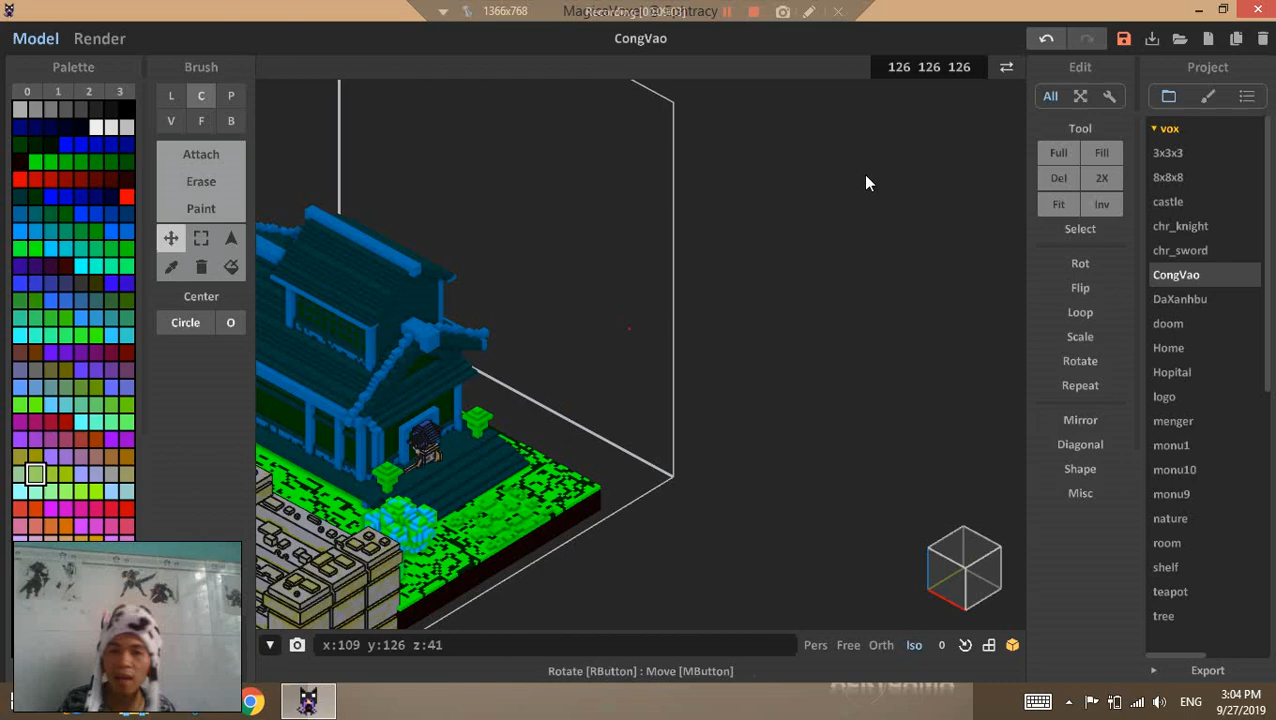 1366x768
MagicaVoxel @ Ephtracy
Model Render
CongVao
Palette
0 1 2 3
Brush
L C P
V F B
Attach
Erase
Paint
Center
Circle O
126 126 126
Edit
All
Tool
Full Fill
Del 2X
Fit Inv
Select
Rot
Flip
Loop
Scale
Rotate
Repeat
Mirror
Diagonal
Shape
Misc
Project
vox
3x3x3
8x8x8
castle
chr_knight
chr_sword
CongVao
DaXanhbu
doom
Home
Hopital
logo
menger
monu1
monu10
monu9
nature
room
shelf
teapot
tree
Export
x:109 y:126 z:41
Pers Free Orth Iso 0
Rotate [RButton] : Move [MButton]
ENG
3:04 PM
9/27/2019